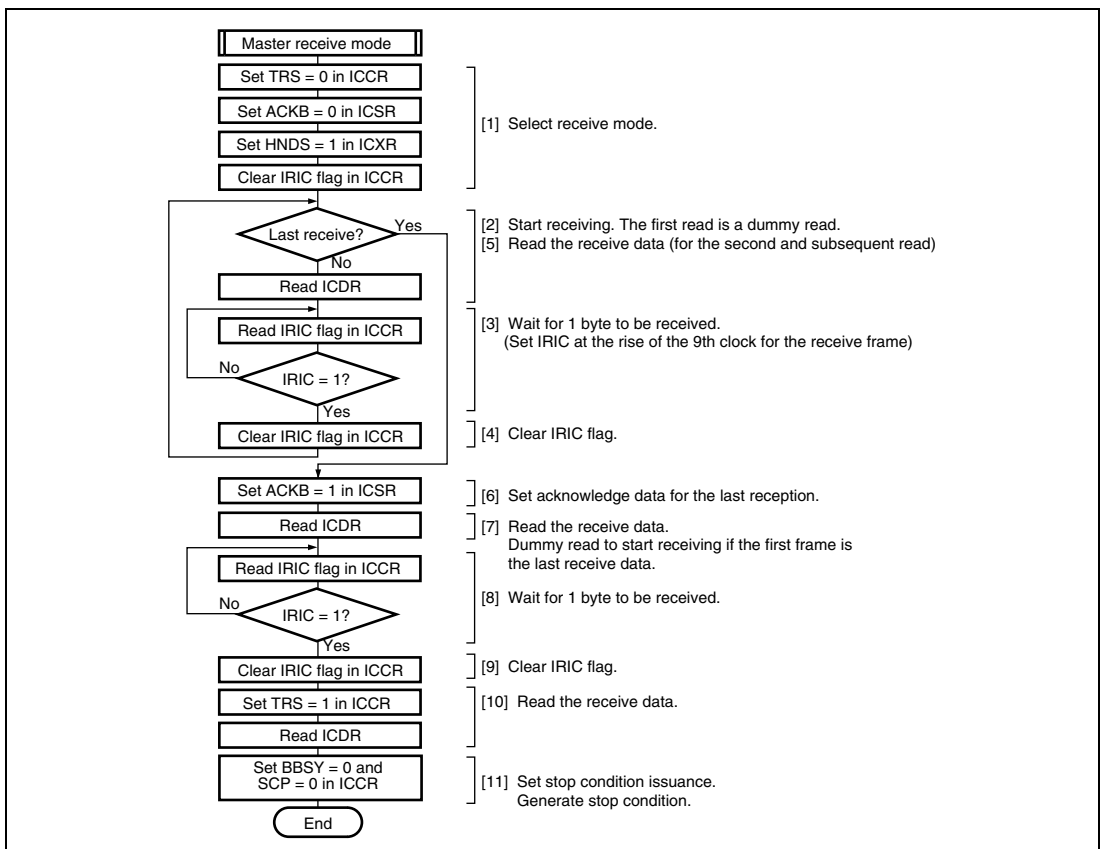 Master receive mode
Set TRS = 0 in ICCR
Set ACKB = 0 in ICSR
[1] Select receive mode.
Set HNDS = 1 in ICXR
Clear IRIC flag in ICCR
Last receive?
Yes
[2] Start receiving. The first read is a dummy read.
[5] Read the receive data (for the second and subsequent read)
No
Read ICDR
Read IRIC flag in ICCR
[3] Wait for 1 byte to be received.
(Set IRIC at the rise of the 9th clock for the receive frame)
No
IRIC = 1?
Yes
Clear IRIC flag in ICCR
[4] Clear IRIC flag.
Set ACKB = 1 in ICSR
[6] Set acknowledge data for the last reception.
Read ICDR
[7] Read the receive data.
Dummy read to start receiving if the first frame is
the last receive data.
Read IRIC flag in ICCR
No
IRIC = 1?
[8] Wait for 1 byte to be received.
Yes
Clear IRIC flag in ICCR
[9] Clear IRIC flag.
Set TRS = 1 in ICCR
[10] Read the receive data.
Read ICDR
Set BBSY = 0 and
SCP = 0 in ICCR
[11] Set stop condition issuance.
Generate stop condition.
End